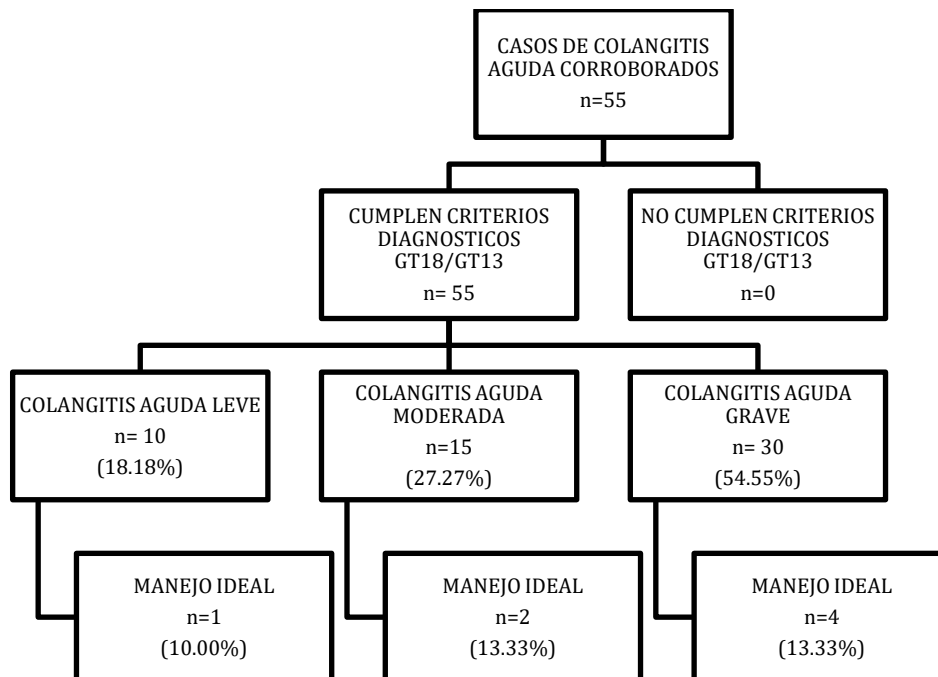 CASOS DE COLANGITIS
AGUDA CORROBORADOS
n=55
CUMPLEN CRITERIOS
DIAGNOSTICOS
GT18/GT13
n= 55
NO CUMPLEN CRITERIOS
DIAGNOSTICOS
GT18/GT13
n=0
COLANGITIS AGUDA LEVE
n= 10
(18.18%)
COLANGITIS AGUDA
MODERADA
n=15
(27.27%)
COLANGITIS AGUDA
GRAVE
n= 30
(54.55%)
MANEJO IDEAL
n=1
(10.00%)
MANEJO IDEAL
n=2
(13.33%)
MANEJO IDEAL
n=4
(13.33%)